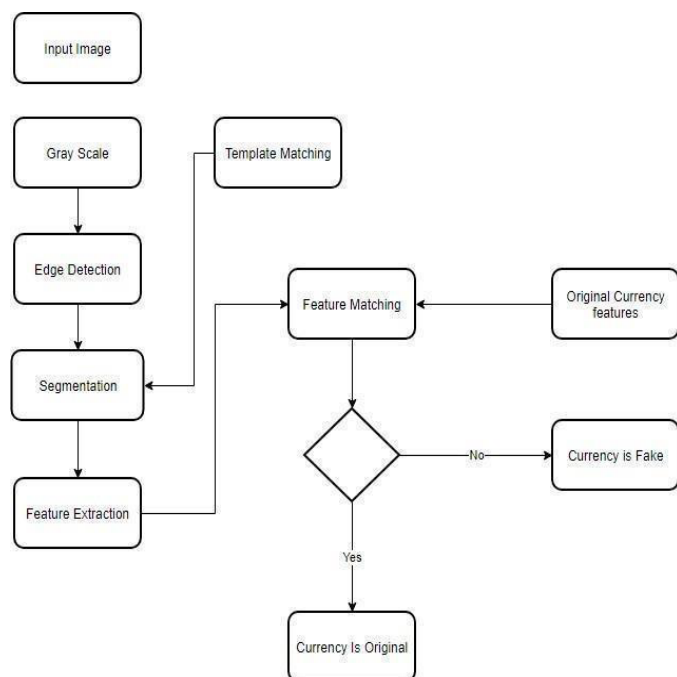 Input Image
Gray Scale
Template Matching
Edge Detection
Feature Matching
Original Currency
features
Segmentation
No
Currency is Fake
Feature Extraction
Yes
Currency Is Original